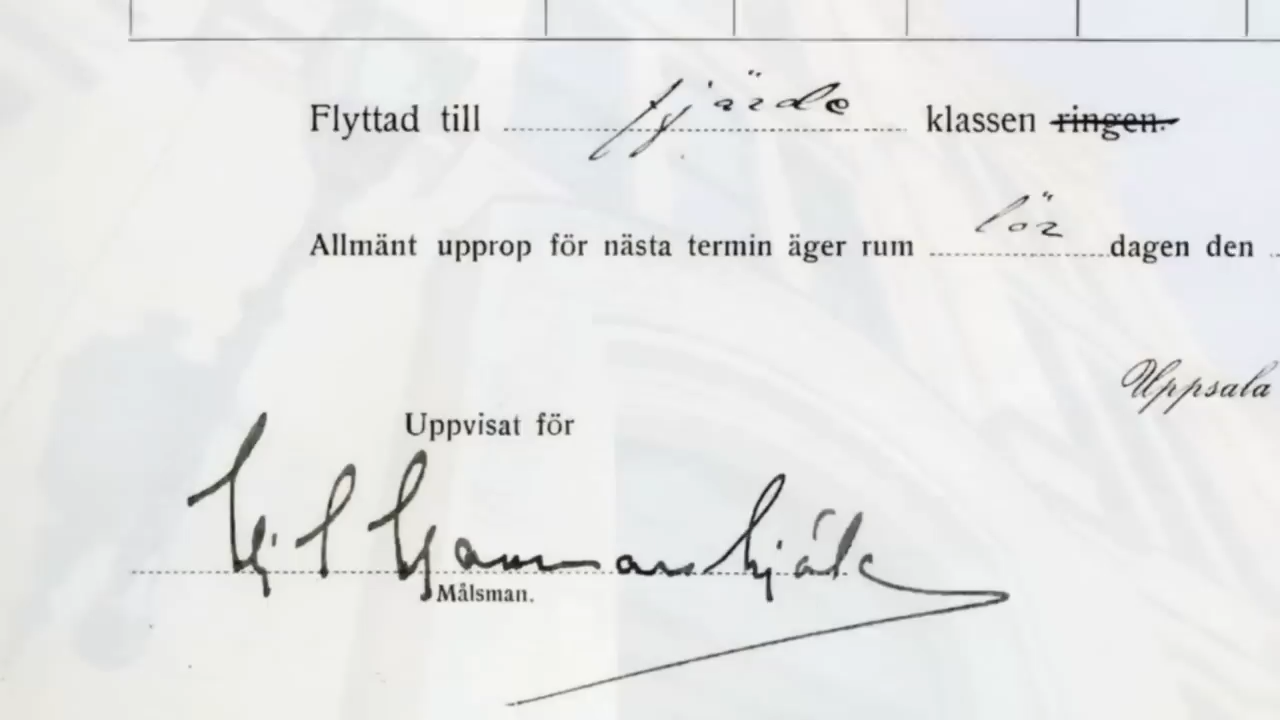 Flyttad till fjärde klassen ringen.
Allmänt upprop för nästa termin äger rum lör dagen den
Uppsala
Uppvisat för
Hj. L Hammarskjöld
Målsman.